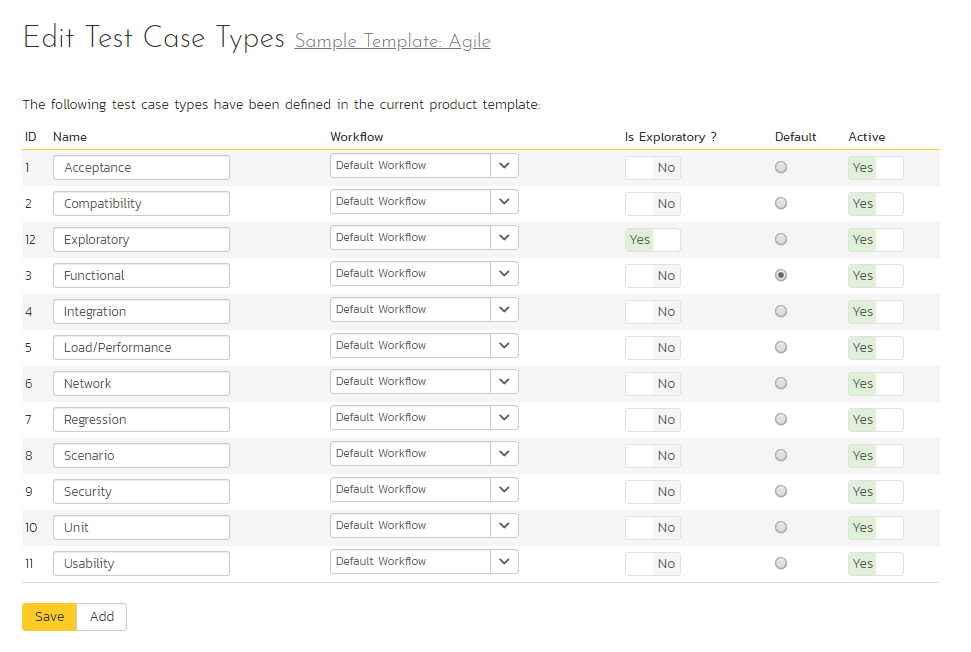 Edit Test Case Types Sample Template: Agile
The following test case types have been defined in the current product template:
ID Name Workflow Is Exploratory ? Default Active
1 Acceptance Default Workflow No Yes
2 Compatibility Default Workflow No Yes
12 Exploratory Default Workflow Yes Yes
3 Functional Default Workflow No Yes
4 Integration Default Workflow No Yes
5 Load/Performance Default Workflow No Yes
6 Network Default Workflow No Yes
7 Regression Default Workflow No Yes
8 Scenario Default Workflow No Yes
9 Security Default Workflow No Yes
10 Unit Default Workflow No Yes
11 Usability Default Workflow No Yes
Save Add